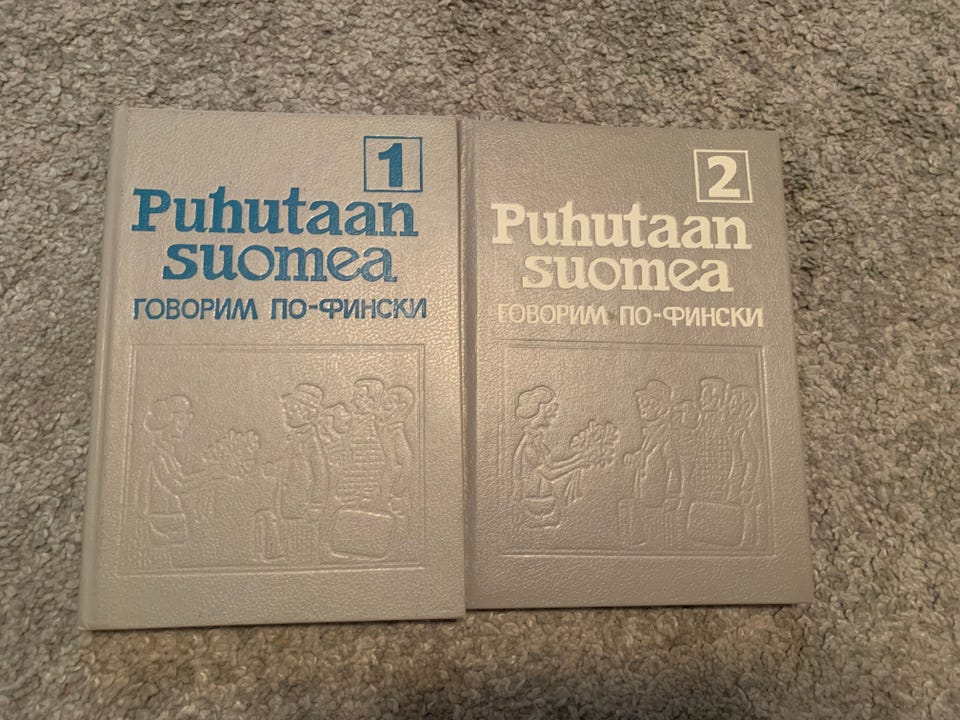 1
Puhutaan
suomea
ГОВОРИМ ПО-ФИНСКИ
2
Puhutaan
suomea
ГОВОРИМ ПО-ФИНСКИ